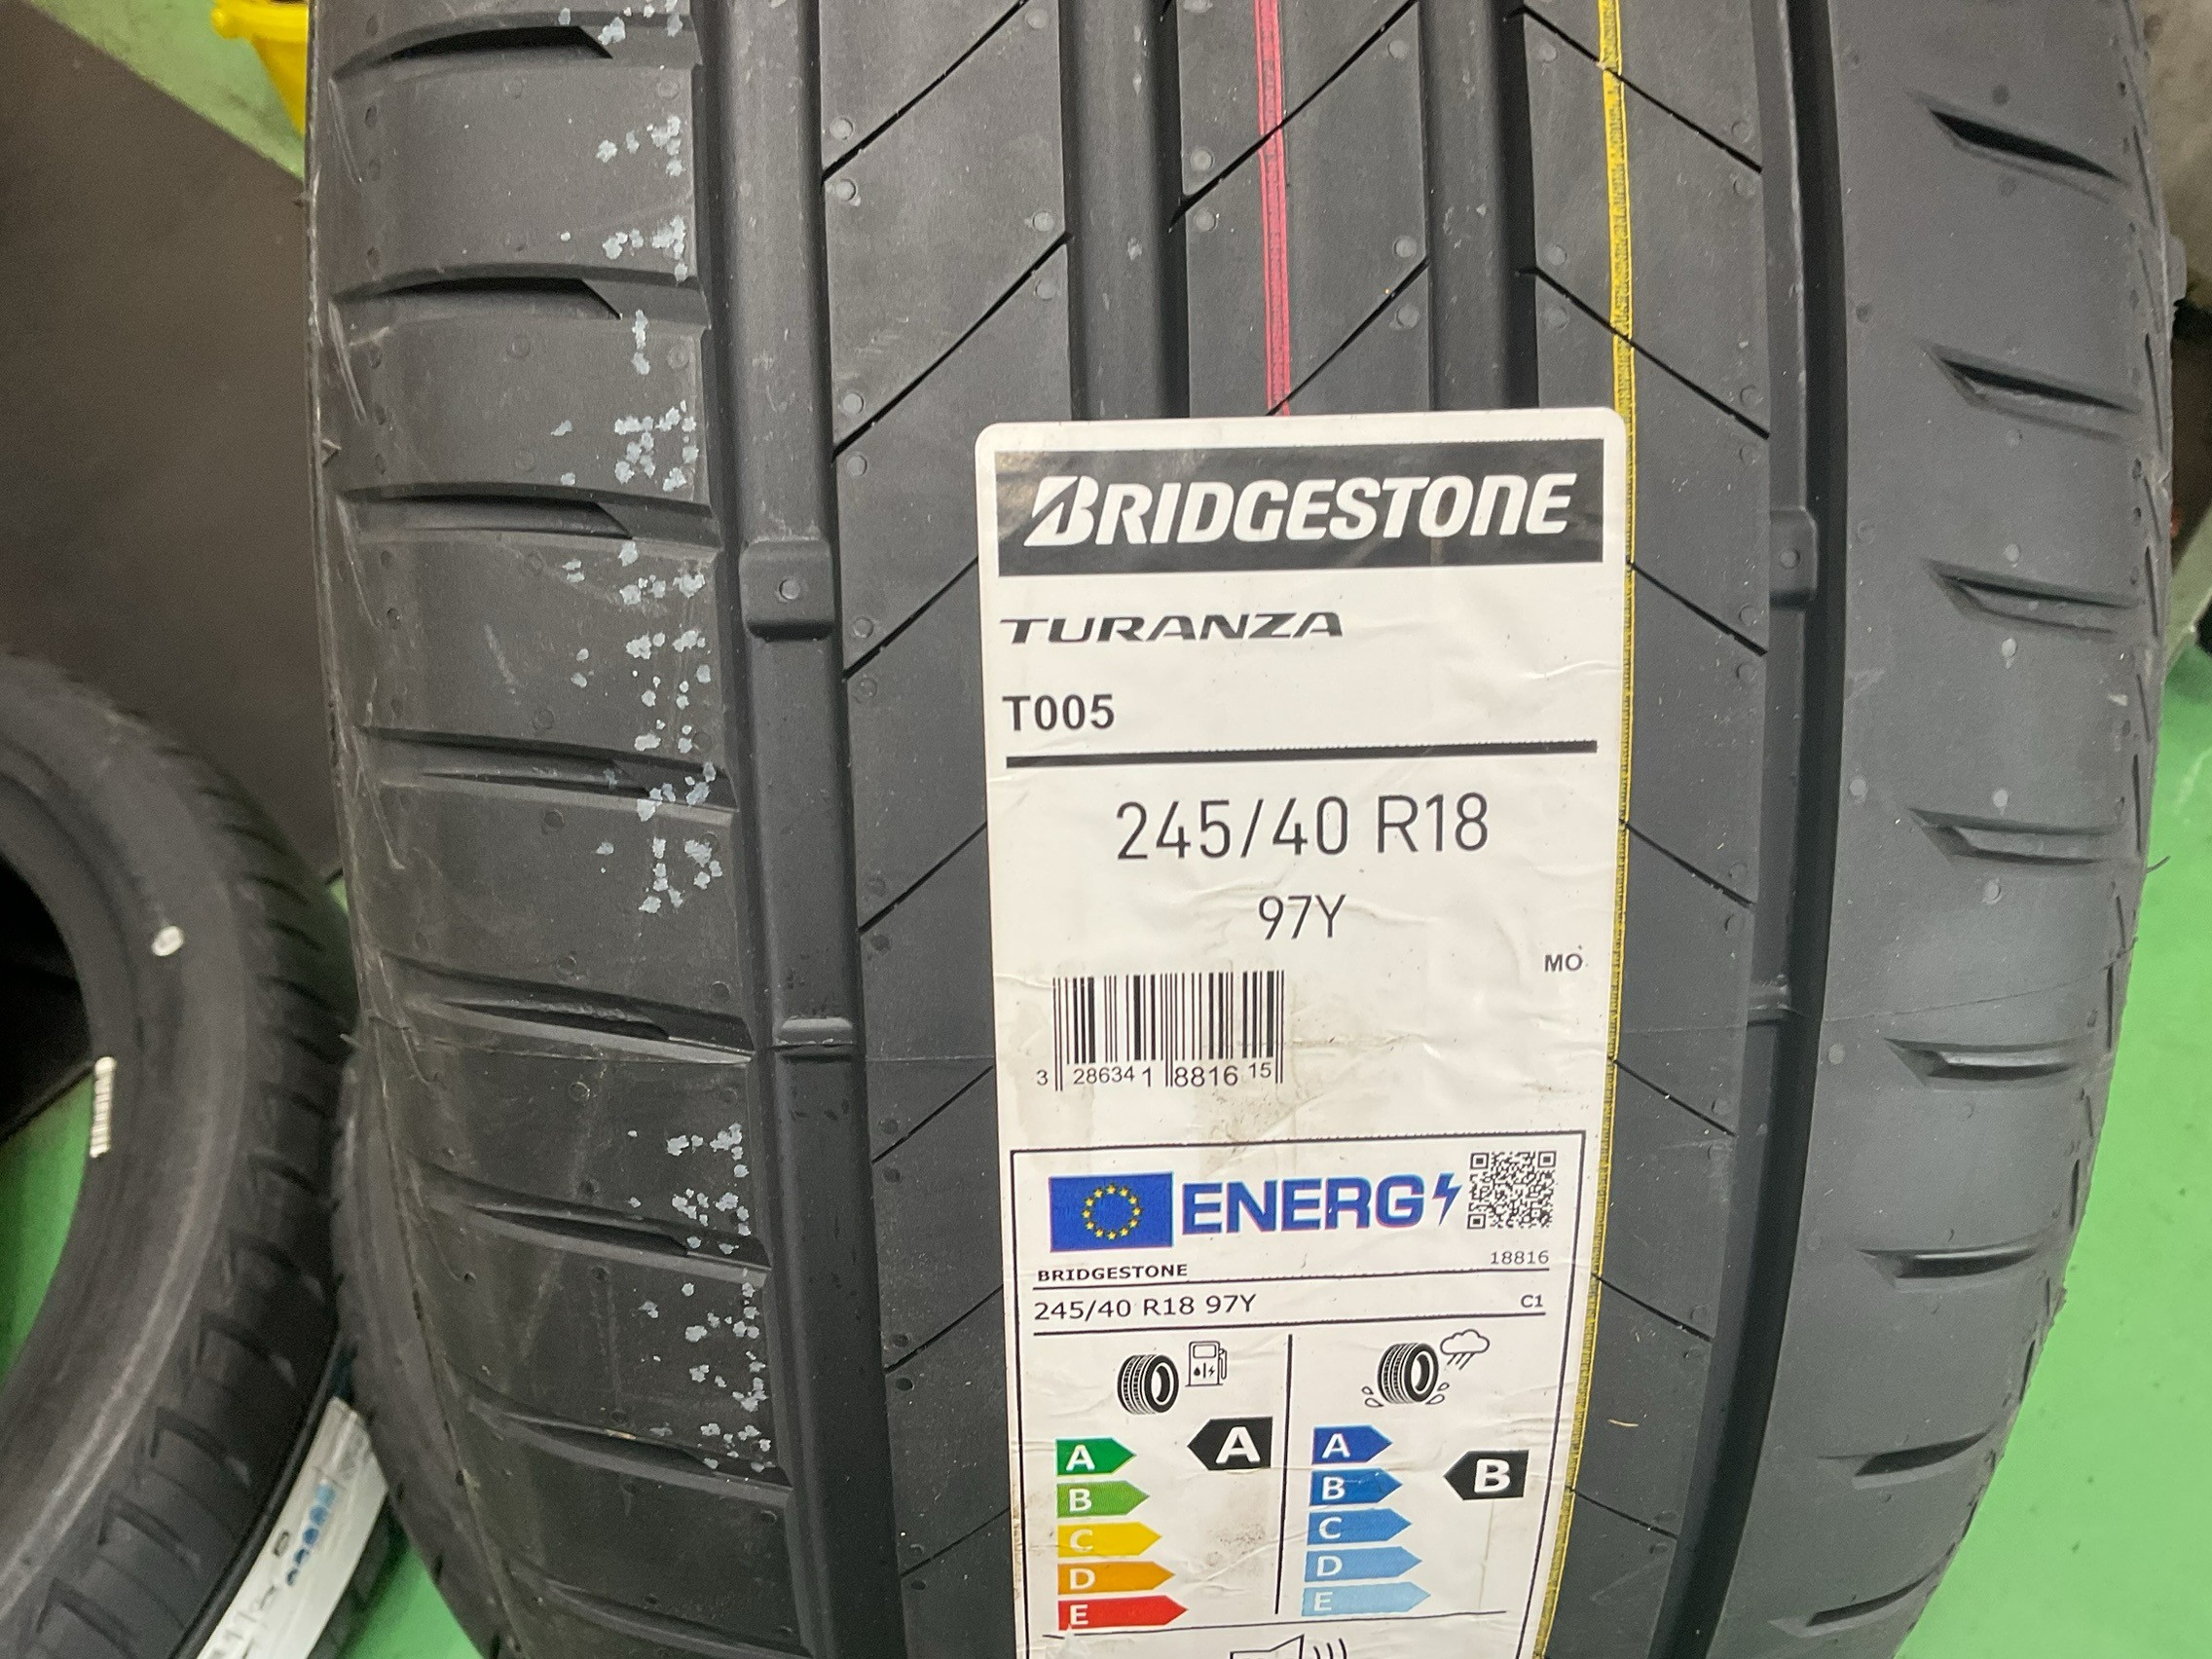 BRIDGESTONE
TURANZA
T005
245/40 R18
97Y
MO
3 286341 881615
ENERG
18816
BRIDGESTONE
245/40 R18 97Y
C1
A
A
B
C
D
E
A
B
B
C
D
E